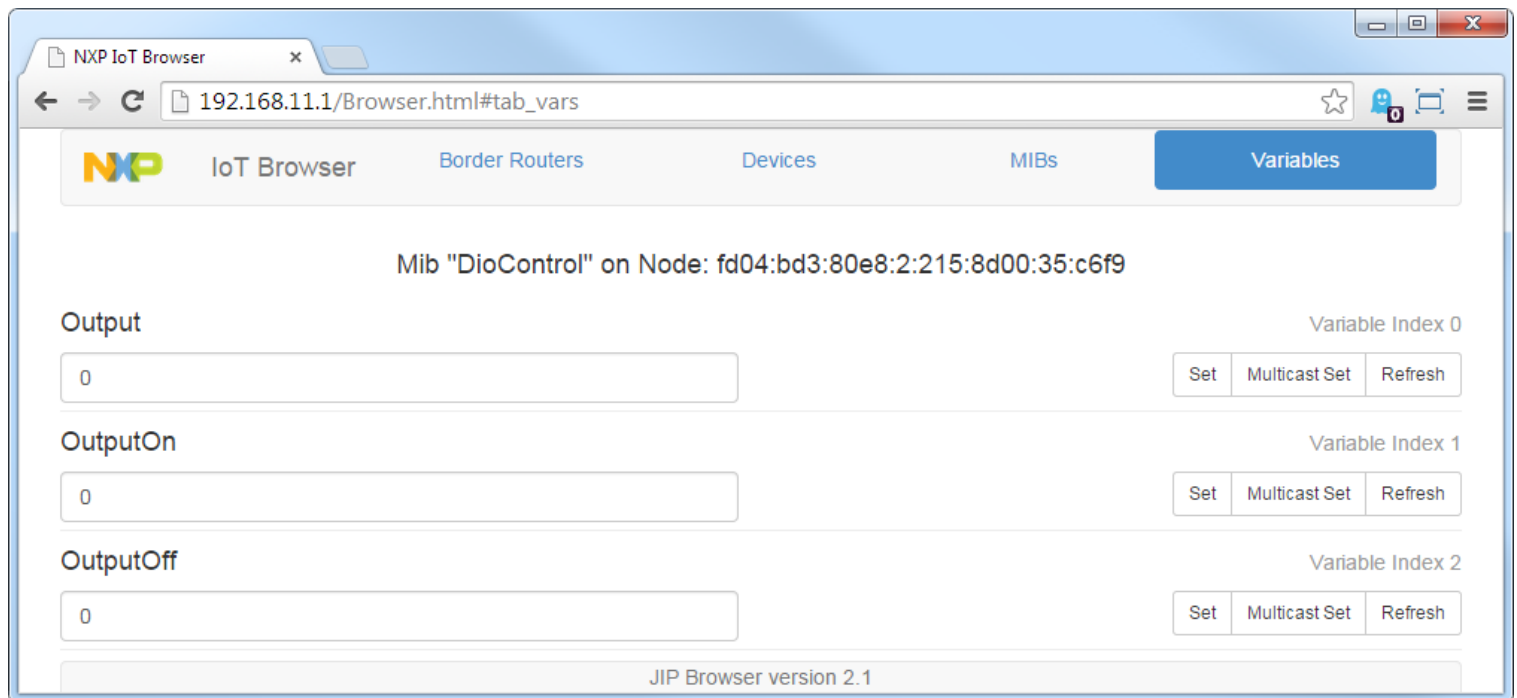 NXP IoT Browser
192.168.11.1/Browser.html#tab_vars
0
NXP IoT Browser Border Routers Devices MIBs Variables
Mib "DioControl" on Node: fd04:bd3:80e8:2:215:8d00:35:c6f9
Output Variable Index 0
0 Set Multicast Set Refresh
OutputOn Variable Index 1
0 Set Multicast Set Refresh
OutputOff Variable Index 2
0 Set Multicast Set Refresh
JIP Browser version 2.1